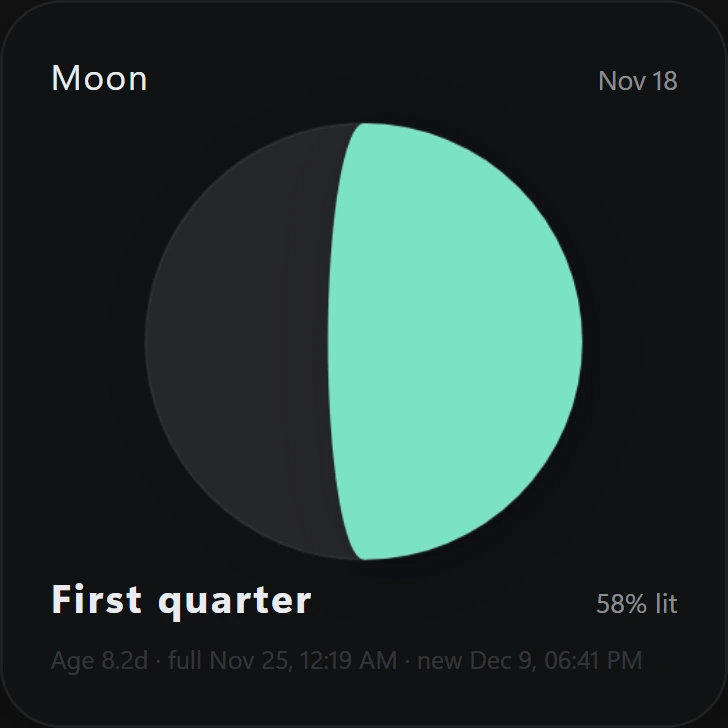 Moon
Nov 18
First quarter
58% lit
Age 8.2d · full Nov 25, 12:19 AM · new Dec 9, 06:41 PM